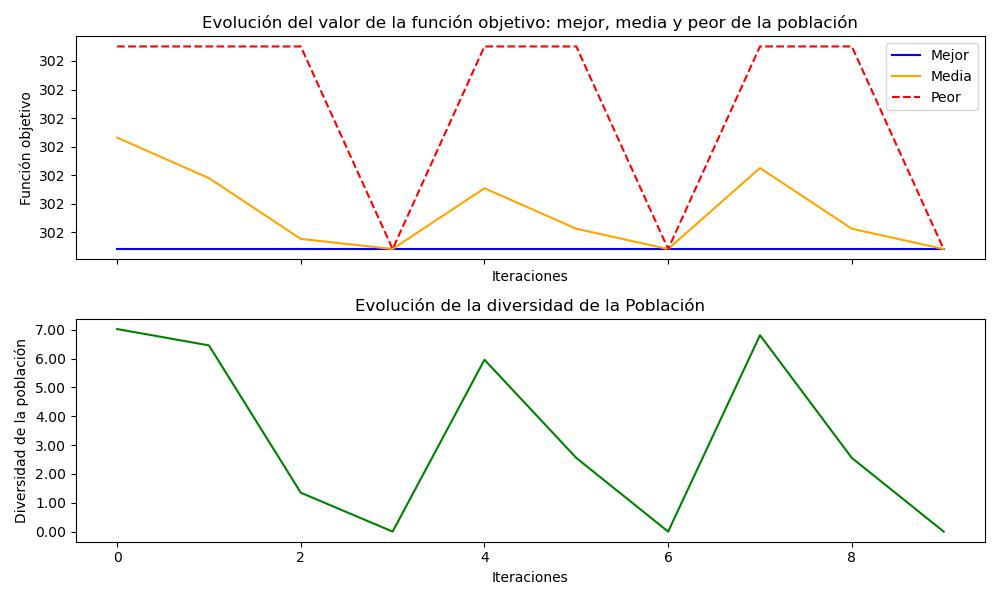 Evolución del valor de la función objetivo: mejor, media y peor de la población
302
302
302
302
302
302
302
Función objetivo
Mejor
Media
Peor
Iteraciones
Evolución de la diversidad de la Población
7.00
6.00
5.00
4.00
3.00
2.00
1.00
0.00
Diversidad de la población
0 2 4 6 8
Iteraciones